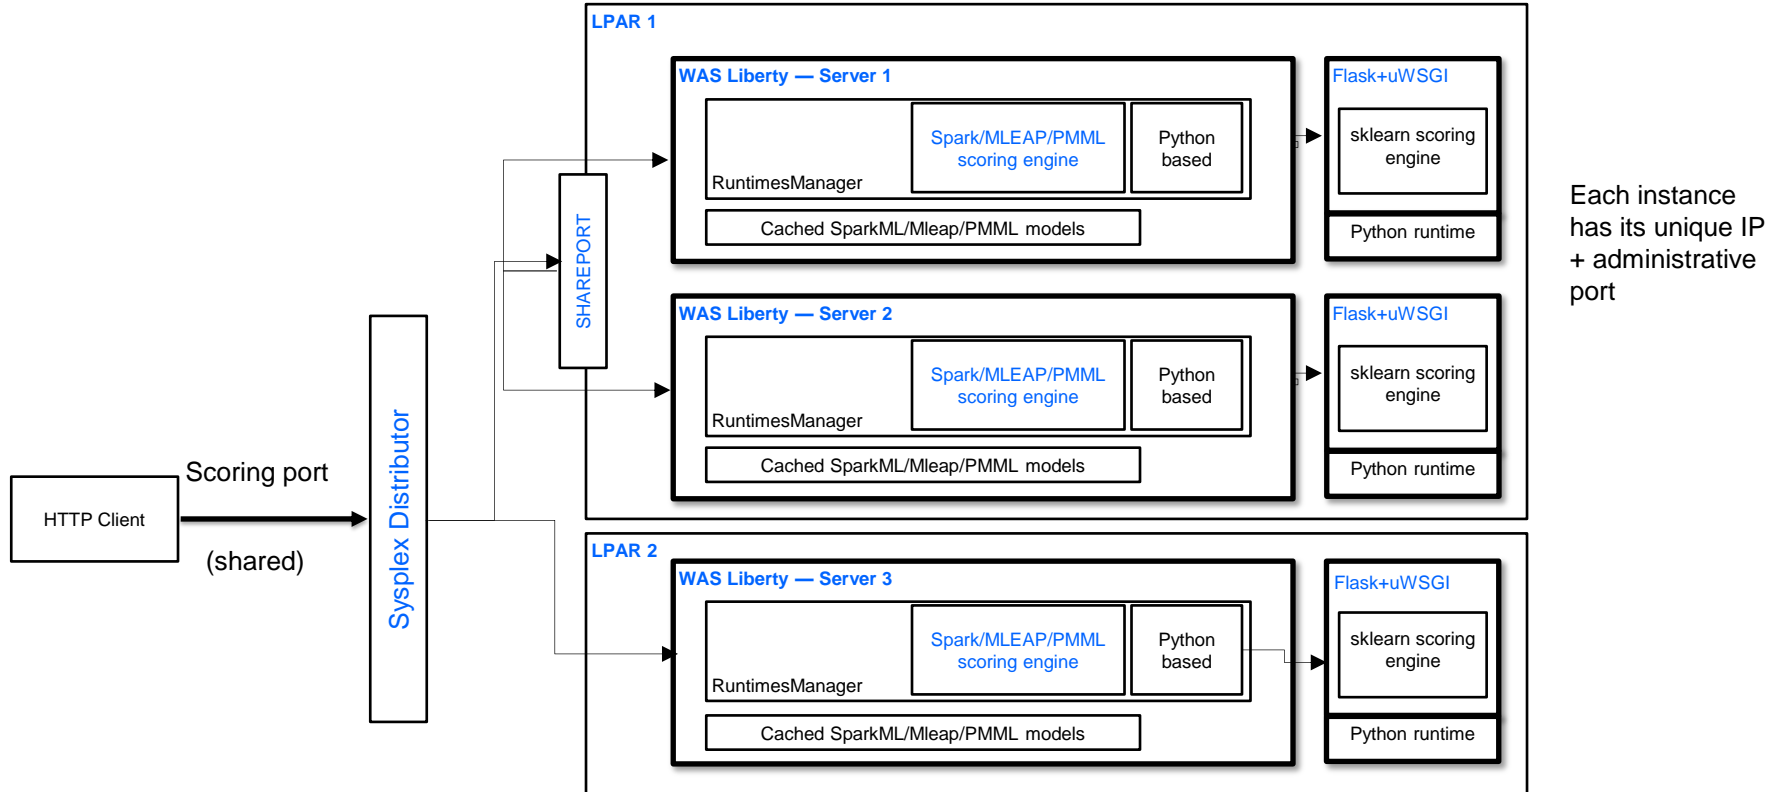 HTTP Client
Scoring port
(shared)
Sysplex Distributor
SHAREPORT
LPAR 1
WAS Liberty — Server 1
RuntimesManager
Spark/MLEAP/PMML
scoring engine
Python
based
Cached SparkML/Mleap/PMML models
Flask+uWSGI
sklearn scoring
engine
Python runtime
WAS Liberty — Server 2
RuntimesManager
Spark/MLEAP/PMML
scoring engine
Python
based
Cached SparkML/Mleap/PMML models
Flask+uWSGI
sklearn scoring
engine
Python runtime
LPAR 2
WAS Liberty — Server 3
RuntimesManager
Spark/MLEAP/PMML
scoring engine
Python
based
Cached SparkML/Mleap/PMML models
Flask+uWSGI
sklearn scoring
engine
Python runtime
Each instance
has its unique IP
+ administrative
port